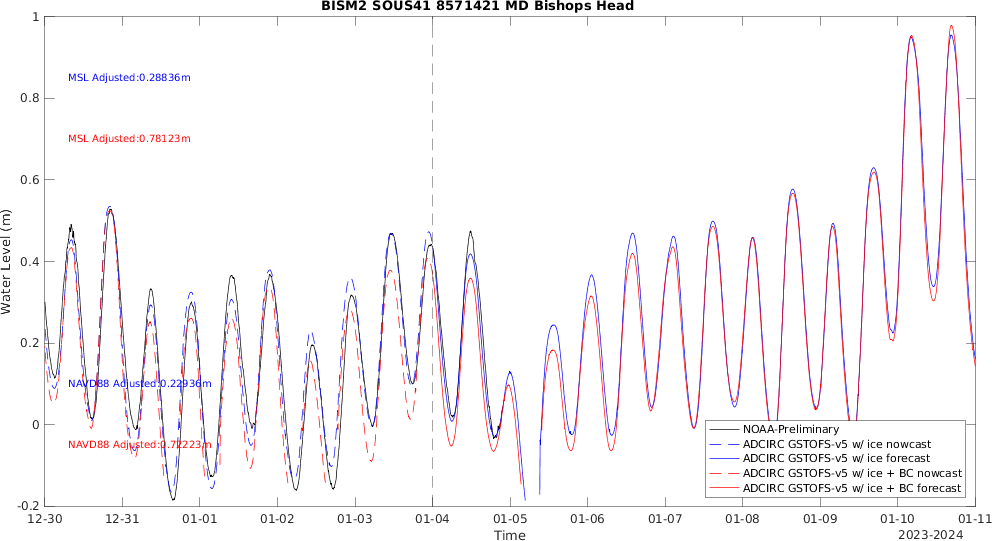 BISM2 SOUS41 8571421 MD Bishops Head
1
0.8
0.6
0.4
0.2
0
-0.2
Water Level (m)
MSL Adjusted:0.28836m
MSL Adjusted:0.78123m
NAVD88 Adjusted:0.22936m
NAVD88 Adjusted:0.72223m
NOAA-Preliminary
ADCIRC GSTOFS-v5 w/ ice nowcast
ADCIRC GSTOFS-v5 w/ ice forecast
ADCIRC GSTOFS-v5 w/ ice + BC nowcast
ADCIRC GSTOFS-v5 w/ ice + BC forecast
12-30 12-31 01-01 01-02 01-03 01-04 01-05 01-06 01-07 01-08 01-09 01-10 01-11
Time
2023-2024